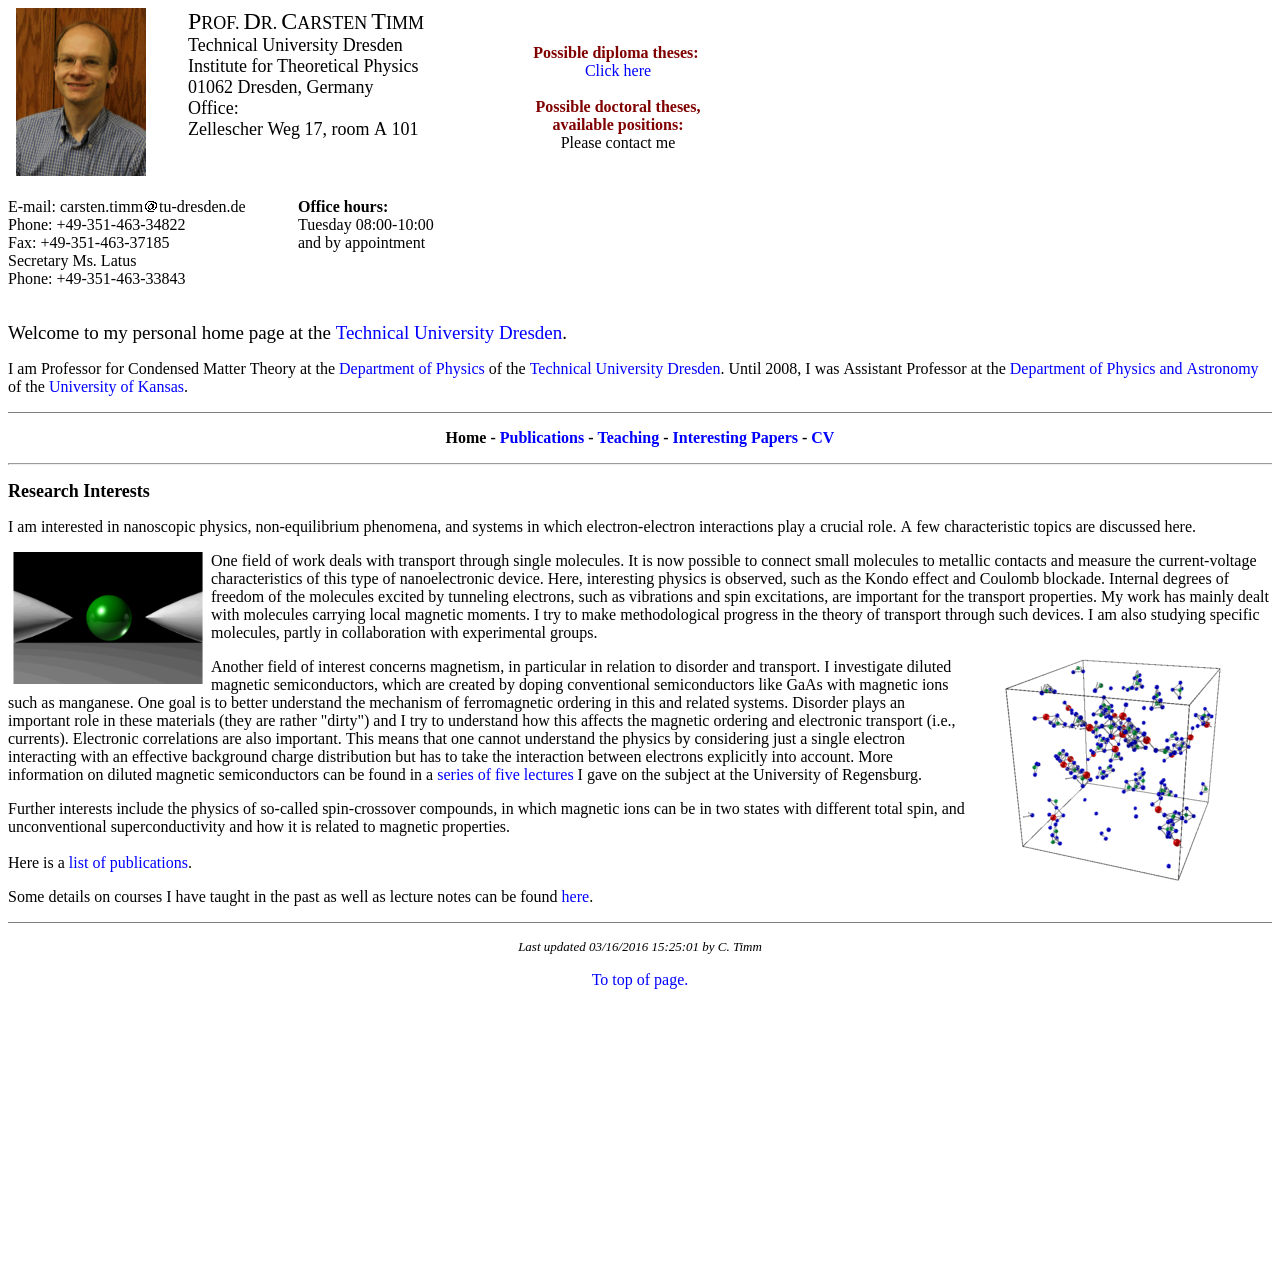 PROF. DR. CARSTEN TIMM
Technical University Dresden
Institute for Theoretical Physics
01062 Dresden, Germany
Office:
Zellescher Weg 17, room A 101
Possible diploma theses:
Click here
Possible doctoral theses,
available positions:
Please contact me
E-mail: carsten.timm@tu-dresden.de
Phone: +49-351-463-34822
Fax: +49-351-463-37185
Secretary Ms. Latus
Phone: +49-351-463-33843
Office hours:
Tuesday 08:00-10:00
and by appointment
Welcome to my personal home page at the Technical University Dresden.
I am Professor for Condensed Matter Theory at the Department of Physics of the Technical University Dresden. Until 2008, I was Assistant Professor at the Department of Physics and Astronomy
of the University of Kansas.
Home - Publications - Teaching - Interesting Papers - CV
Research Interests
I am interested in nanoscopic physics, non-equilibrium phenomena, and systems in which electron-electron interactions play a crucial role. A few characteristic topics are discussed here.
One field of work deals with transport through single molecules. It is now possible to connect small molecules to metallic contacts and measure the current-voltage
characteristics of this type of nanoelectronic device. Here, interesting physics is observed, such as the Kondo effect and Coulomb blockade. Internal degrees of
freedom of the molecules excited by tunneling electrons, such as vibrations and spin excitations, are important for the transport properties. My work has mainly dealt
with molecules carrying local magnetic moments. I try to make methodological progress in the theory of transport through such devices. I am also studying specific
molecules, partly in collaboration with experimental groups.
Another field of interest concerns magnetism, in particular in relation to disorder and transport. I investigate diluted
magnetic semiconductors, which are created by doping conventional semiconductors like GaAs with magnetic ions
such as manganese. One goal is to better understand the mechanism of ferromagnetic ordering in this and related systems. Disorder plays an
important role in these materials (they are rather "dirty") and I try to understand how this affects the magnetic ordering and electronic transport (i.e.,
currents). Electronic correlations are also important. This means that one cannot understand the physics by considering just a single electron
interacting with an effective background charge distribution but has to take the interaction between electrons explicitly into account. More
information on diluted magnetic semiconductors can be found in a series of five lectures I gave on the subject at the University of Regensburg.
Further interests include the physics of so-called spin-crossover compounds, in which magnetic ions can be in two states with different total spin, and
unconventional superconductivity and how it is related to magnetic properties.
Here is a list of publications.
Some details on courses I have taught in the past as well as lecture notes can be found here.
Last updated 03/16/2016 15:25:01 by C. Timm
To top of page.